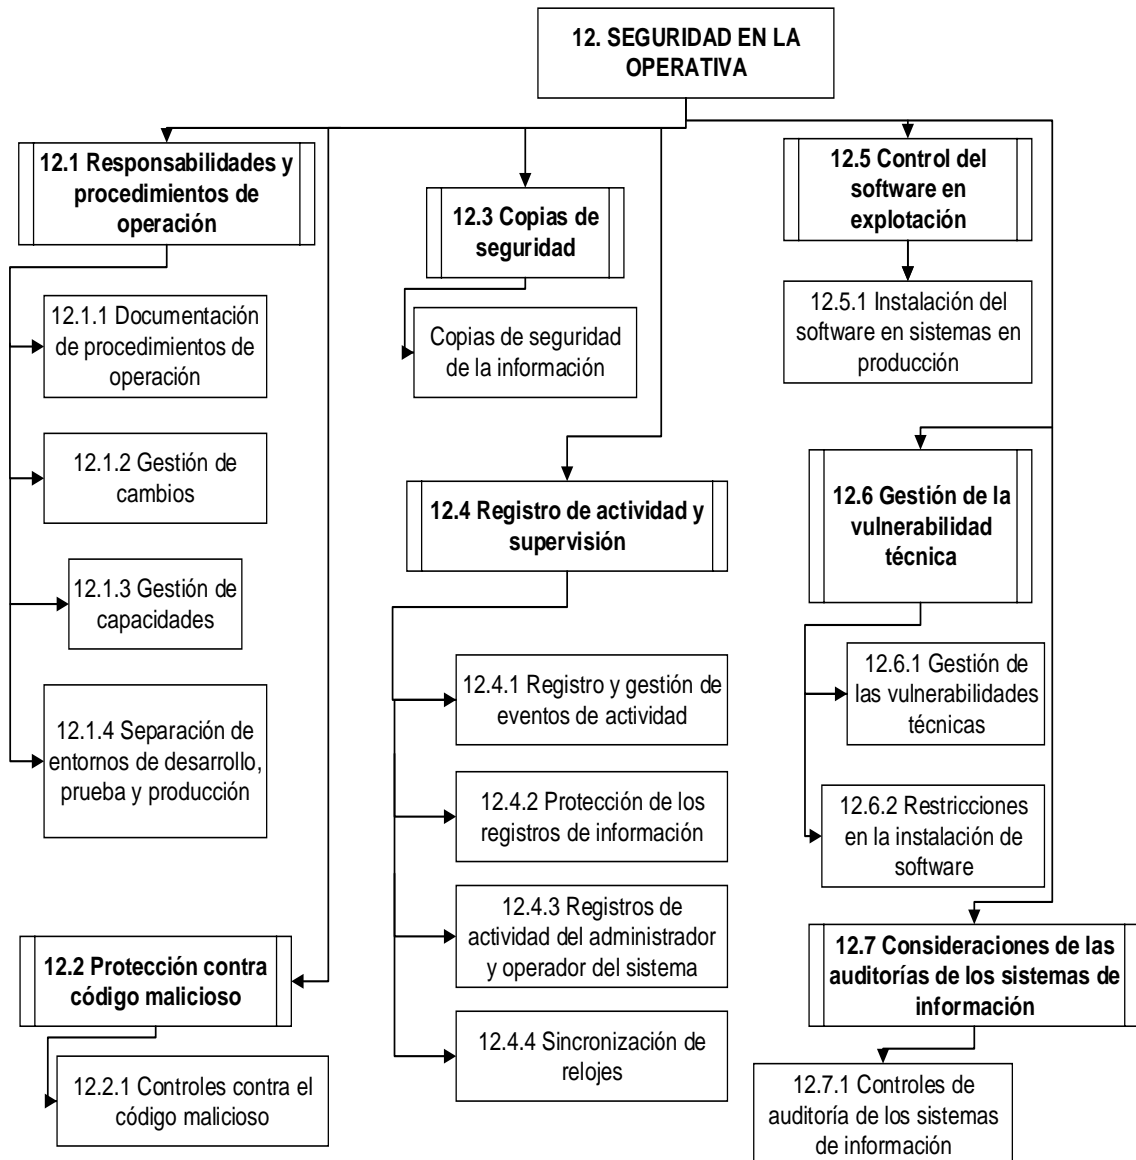 12. SEGURIDAD EN LA
OPERATIVA
12.1 Responsabilidades y
procedimientos de
operación
12.1.1 Documentación
de procedimientos de
operación
12.1.2 Gestión de
cambios
12.1.3 Gestión de
capacidades
12.1.4 Separación de
entornos de desarrollo,
prueba y producción
12.2 Protección contra
código malicioso
12.2.1 Controles contra el
código malicioso
12.3 Copias de
seguridad
Copias de seguridad
de la información
12.4 Registro de actividad y
supervisión
12.4.1 Registro y gestión de
eventos de actividad
12.4.2 Protección de los
registros de información
12.4.3 Registros de
actividad del administrador
y operador del sistema
12.4.4 Sincronización de
relojes
12.5 Control del
software en
explotación
12.5.1 Instalación del
software en sistemas en
producción
12.6 Gestión de la
vulnerabilidad
técnica
12.6.1 Gestión de
las vulnerabilidades
técnicas
12.6.2 Restricciones
en la instalación de
software
12.7 Consideraciones de las
auditorías de los sistemas de
información
12.7.1 Controles de
auditoría de los sistemas
de información